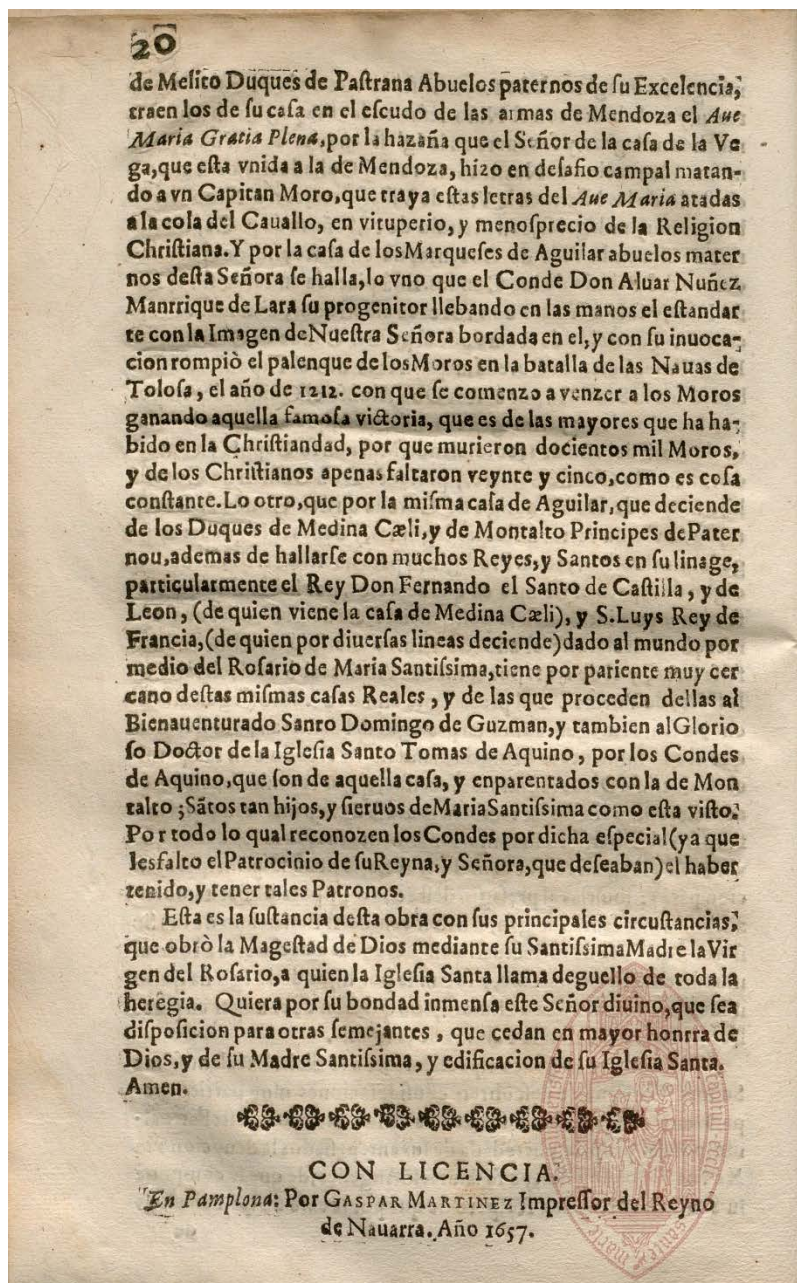 20
de Melito Duques de Pastrana Abuelos paternos de su Excelencia,
traen los de su casa en el escudo de las armas de Mendoza el Aue
Maria Gratia Plena, por la hazaña que el Señor de la casa de la Ve
ga, que esta vnida a la de Mendoza, hizo en desafio campal matan-
do a vn Capitan Moro, que traya estas letras del Aue Maria atadas
a la cola del Cauallo, en vituperio, y menosprecio de la Religion
Christiana. Y por la casa de los Marqueses de Aguilar abuelos mater
nos desta Señora se halla, lo vno que el Conde Don Aluar Nuñez
Manrrique de Lara su progenitor llebando en las manos el estandar
te con la Imagen de Nuestra Señora bordada en el, y con su inuoca-
cion rompiò el palenque de los Moros en la batalla de las Nauas de
Tolosa, el año de 1212. con que se comenzo a venzer a los Moros
ganando aquella famosa victoria, que es de las mayores que ha ha-
bido en la Christiandad, por que murieron docientos mil Moros,
y de los Christianos apenas faltaron veynte y cinco, como es cosa
constante. Lo otro, que por la misma casa de Aguilar, que deciende
de los Duques de Medina Cæli, y de Montalto Principes de Pater
nou, ademas de hallarse con muchos Reyes, y Santos en su linage,
particularmente el Rey Don Fernando el Santo de Castilla, y de
Leon, (de quien viene la casa de Medina Cæli), y S. Luys Rey de
Francia, (de quien por diuersas lineas deciende) dado al mundo por
medio del Rosario de Maria Santissima, tiene por pariente muy cer
cano destas mismas casas Reales, y de las que proceden dellas al
Bienauenturado Santo Domingo de Guzman, y tambien al Glorio
so Doctor de la Iglesia Santo Tomas de Aquino, por los Condes
de Aquino, que son de aquella casa, y enparentados con la de Mon
talto; Sãtos tan hijos, y sieruos de Maria Santissima como esta visto.
Por todo lo qual reconozen los Condes por dicha especial (ya que
les falto el Patrocinio de su Reyna, y Señora, que deseaban) el haber
tenido, y tener tales Patronos.
Esta es la sustancia desta obra con sus principales circustancias,
que obrò la Magestad de Dios mediante su Santissima Madre la Vir
gen del Rosario, a quien la Iglesia Santa llama deguello de toda la
heregia. Quiera por su bondad inmensa este Señor diuino, que sea
disposicion para otras semejantes, que cedan en mayor honrra de
Dios, y de su Madre Santissima, y edificacion de su Iglesia Santa.
Amen.
CON LICENCIA.
En Pamplona: Por GASPAR MARTINEZ Impressor del Reyno
de Nauarra. Año 1657.